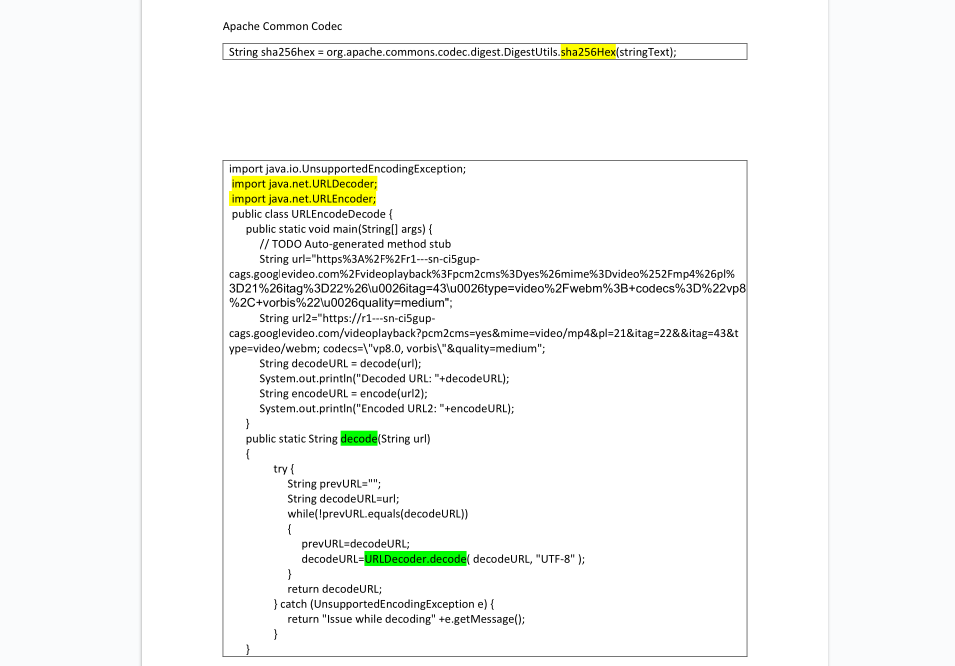 Apache Common Codec
String sha256hex = org.apache.commons.codec.digest.DigestUtils.sha256Hex(stringText);
import java.io.UnsupportedEncodingException;
import java.net.URLDecoder;
import java.net.URLEncoder;
public class URLEncodeDecode {
public static void main(String[] args) {
// TODO Auto-generated method stub
String url="https%3A%2F%2Fr1---sn-ci5gup-
cags.googlevideo.com%2Fvideoplayback%3Fpcm2cms%3Dyes%26mime%3Dvideo%252Fmp4%26pl%
3D21%26itag%3D22%26\u0026itag=43\u0026type=video%2Fwebm%3B+codecs%3D%22vp8
%2C+vorbis%22\u0026quality=medium";
String url2="https://r1---sn-ci5gup-
cags.googlevideo.com/videoplayback?pcm2cms=yes&mime=video/mp4&pl=21&itag=22&&itag=43&t
ype=video/webm; codecs=\"vp8.0, vorbis\"&quality=medium";
String decodeURL = decode(url);
System.out.println("Decoded URL: "+decodeURL);
String encodeURL = encode(url2);
System.out.println("Encoded URL2: "+encodeURL);
}
public static String decode(String url)
{
try {
String prevURL="";
String decodeURL=url;
while(!prevURL.equals(decodeURL))
{
prevURL=decodeURL;
decodeURL=URLDecoder.decode( decodeURL, "UTF-8" );
}
return decodeURL;
} catch (UnsupportedEncodingException e) {
return "Issue while decoding" +e.getMessage();
}
}